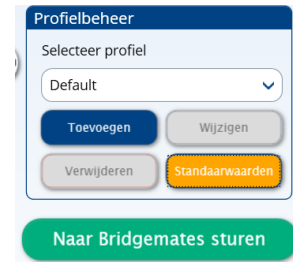 Profielbeheer
Selecteer profiel
Default
Toevoegen Wijzigen
Verwijderen Standaarwaarden
Naar Bridgemates sturen